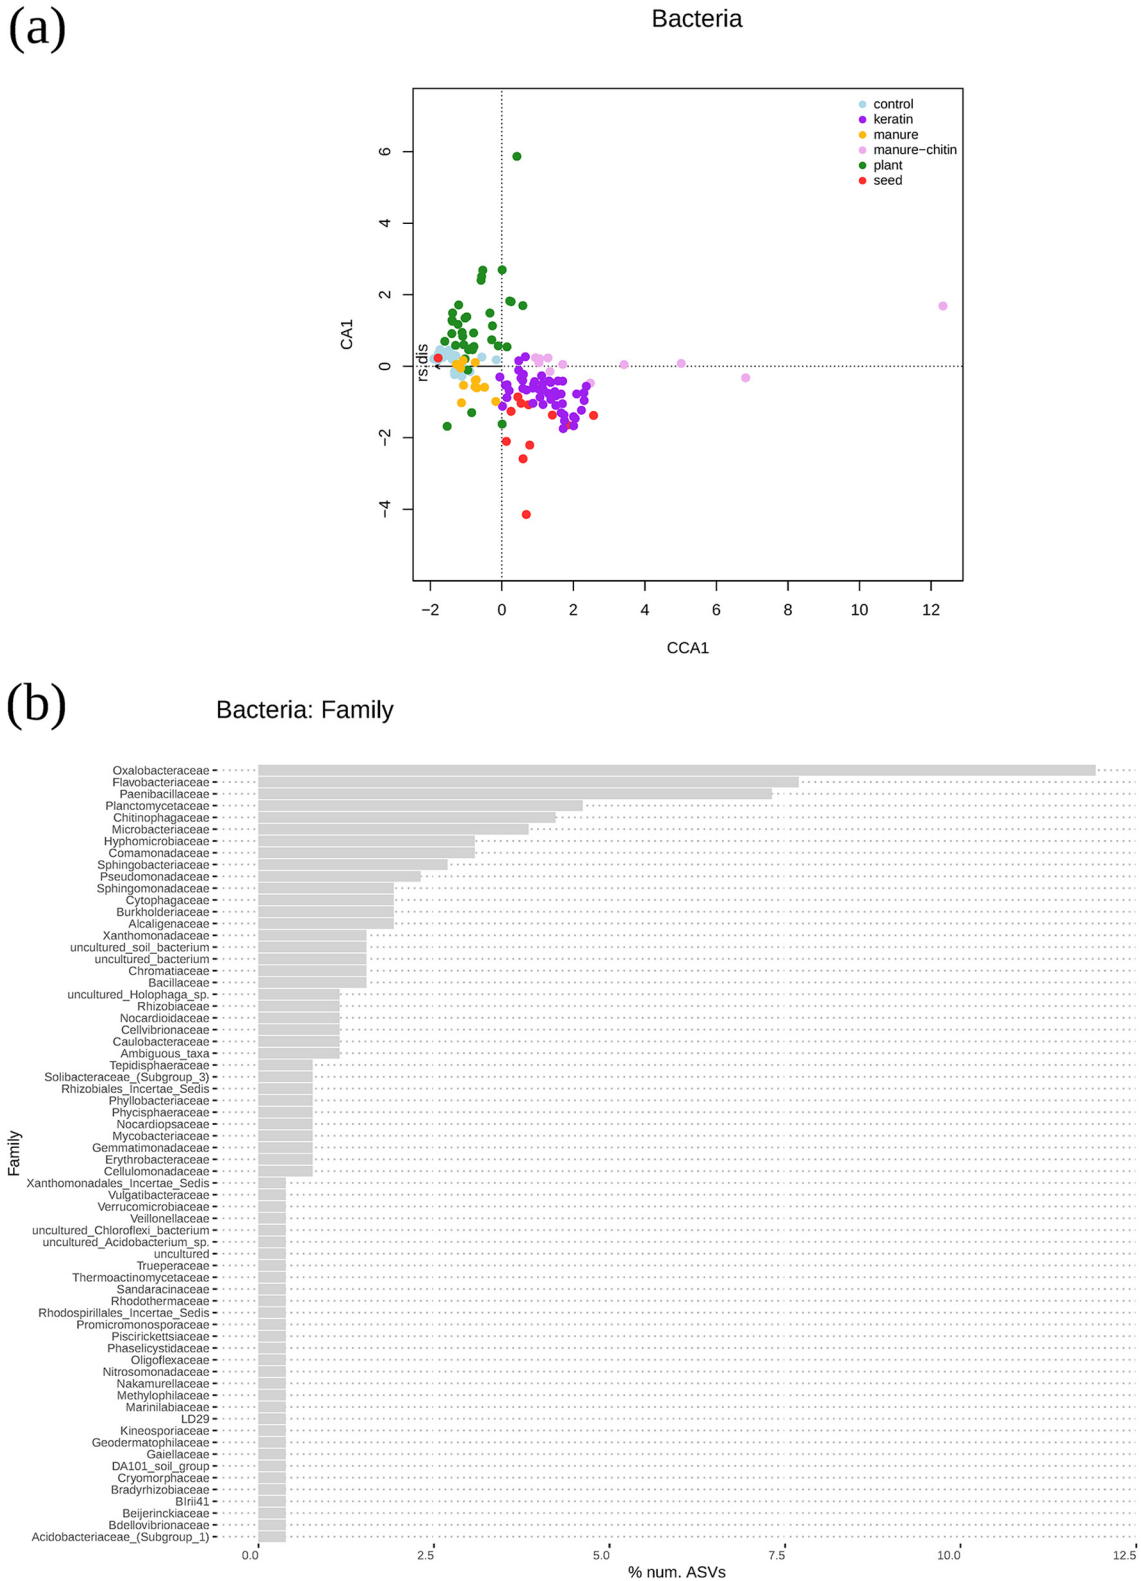 (a)
Bacteria
control
keratin
manure
manure−chitin
plant
seed
CA1
6
4
2
0
−2
−4
rs.dis
−2 0 2 4 6 8 10 12
CCA1
(b)
Bacteria: Family
Family
Oxalobacteraceae
Flavobacteriaceae
Paenibacillaceae
Planctomycetaceae
Chitinophagaceae
Microbacteriaceae
Hyphomicrobiaceae
Comamonadaceae
Sphingobacteriaceae
Pseudomonadaceae
Sphingomonadaceae
Cytophagaceae
Burkholderiaceae
Alcaligenaceae
Xanthomonadaceae
uncultured_soil_bacterium
uncultured_bacterium
Chromatiaceae
Bacillaceae
uncultured_Holophaga_sp.
Rhizobiaceae
Nocardioidaceae
Cellvibrionaceae
Caulobacteraceae
Ambiguous_taxa
Tepidisphaeraceae
Solibacteraceae_(Subgroup_3)
Rhizobiales_Incertae_Sedis
Phyllobacteriaceae
Phycisphaeraceae
Nocardiopsaceae
Mycobacteriaceae
Gemmatimonadaceae
Erythrobacteraceae
Cellulomonadaceae
Xanthomonadales_Incertae_Sedis
Vulgatibacteraceae
Verrucomicrobiaceae
Veillonellaceae
uncultured_Chloroflexi_bacterium
uncultured_Acidobacterium_sp.
uncultured
Trueperaceae
Thermoactinomycetaceae
Sandaracinaceae
Rhodothermaceae
Rhodospirillales_Incertae_Sedis
Promicromonosporaceae
Piscirickettsiaceae
Phaselicystidaceae
Oligoflexaceae
Nitrosomonadaceae
Nakamurellaceae
Methylophilaceae
Marinilabiaceae
LD29
Kineosporiaceae
Geodermatophilaceae
Gaiellaceae
DA101_soil_group
Cryomorphaceae
Bradyrhizobiaceae
BIrii41
Beijerinckiaceae
Bdellovibrionaceae
Acidobacteriaceae_(Subgroup_1)
0.0 2.5 5.0 7.5 10.0 12.5
% num. ASVs